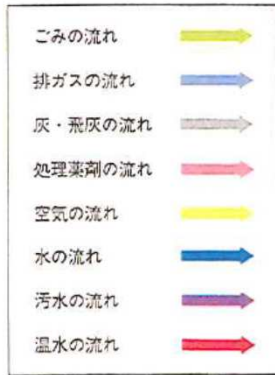 ごみの流れ
排ガスの流れ
灰・飛灰の流れ
処理薬剤の流れ
空気の流れ
水の流れ
汚水の流れ
温水の流れ